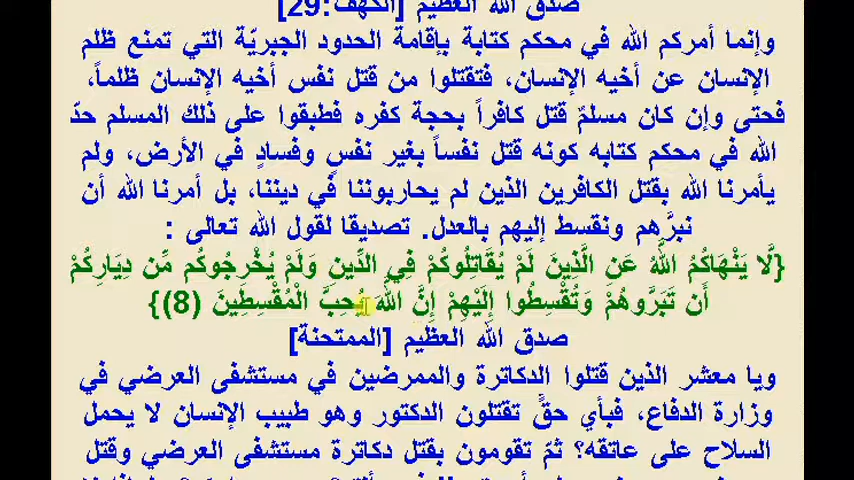 صدق الله العظيم [الكهف:29]
وإنما أمركم الله في محكم كتابة بإقامة الحدود الجبريّة التي تمنع ظلم
الإنسان عن أخيه الإنسان، فتقتلوا من قتل نفس أخيه الإنسان ظلماً،
فحتى وإن كان مسلمٌ قتل كافراً بحجة كفره فطبقوا على ذلك المسلم حدّ
الله في محكم كتابه كونه قتل نفساً بغير نفسٍ وفسادٍ في الأرض، ولم
يأمرنا الله بقتل الكافرين الذين لم يحاربوننا في ديننا، بل أمرنا الله أن
نبرَّهم ونقسط إليهم بالعدل. تصديقا لقول الله تعالى :
{لَّا يَنْهَاكُمُ اللَّهُ عَنِ الَّذِينَ لَمْ يُقَاتِلُوكُمْ فِي الدِّينِ وَلَمْ يُخْرِجُوكُم مِّن دِيَارِكُمْ
أَن تَبَرُّوهُمْ وَتُقْسِطُوا إِلَيْهِمْ إِنَّ اللَّهَ يُحِبَّ الْمُقْسِطِينَ (8)}
صدق الله العظيم [الممتحنة]
ويا معشر الذين قتلوا الدكاترة والممرضين في مستشفى العرضي في
وزارة الدفاع، فبأي حقٍّ تقتلون الدكتور وهو طبيب الإنسان لا يحمل
السلاح على عاتقه؟ ثمّ تقومون بقتل دكاترة مستشفى العرضي وقتل